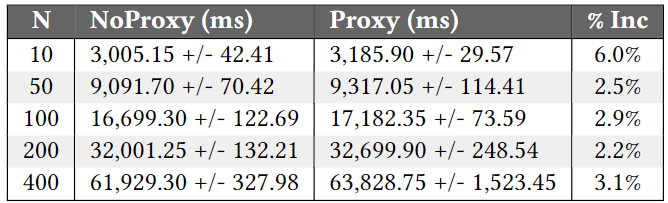 N NoProxy (ms) Proxy (ms) % Inc
10 3,005.15 +/- 42.41 3,185.90 +/- 29.57 6.0%
50 9,091.70 +/- 70.42 9,317.05 +/- 114.41 2.5%
100 16,699.30 +/- 122.69 17,182.35 +/- 73.59 2.9%
200 32,001.25 +/- 132.21 32,699.90 +/- 248.54 2.2%
400 61,929.30 +/- 327.98 63,828.75 +/- 1,523.45 3.1%